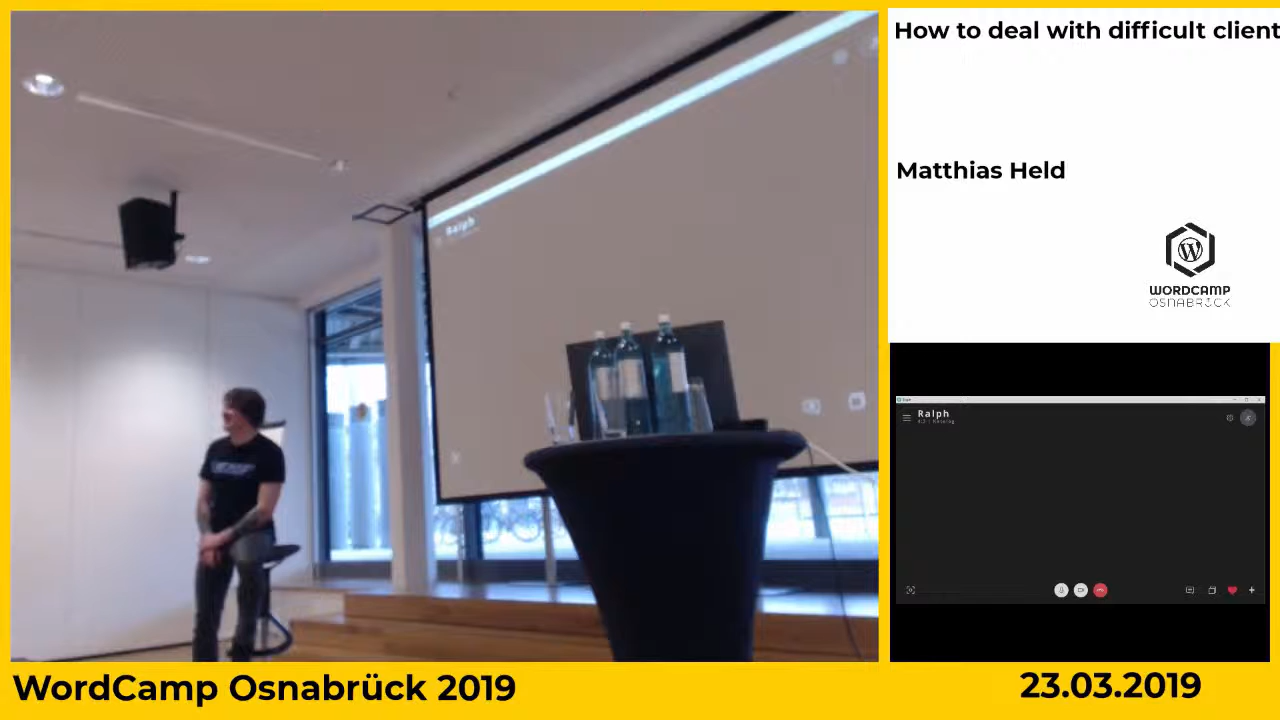 How to deal with difficult client
Matthias Held
WORDCAMP
OSNABRÜCK
Ralph
Ralph
WordCamp Osnabrück 2019
23.03.2019